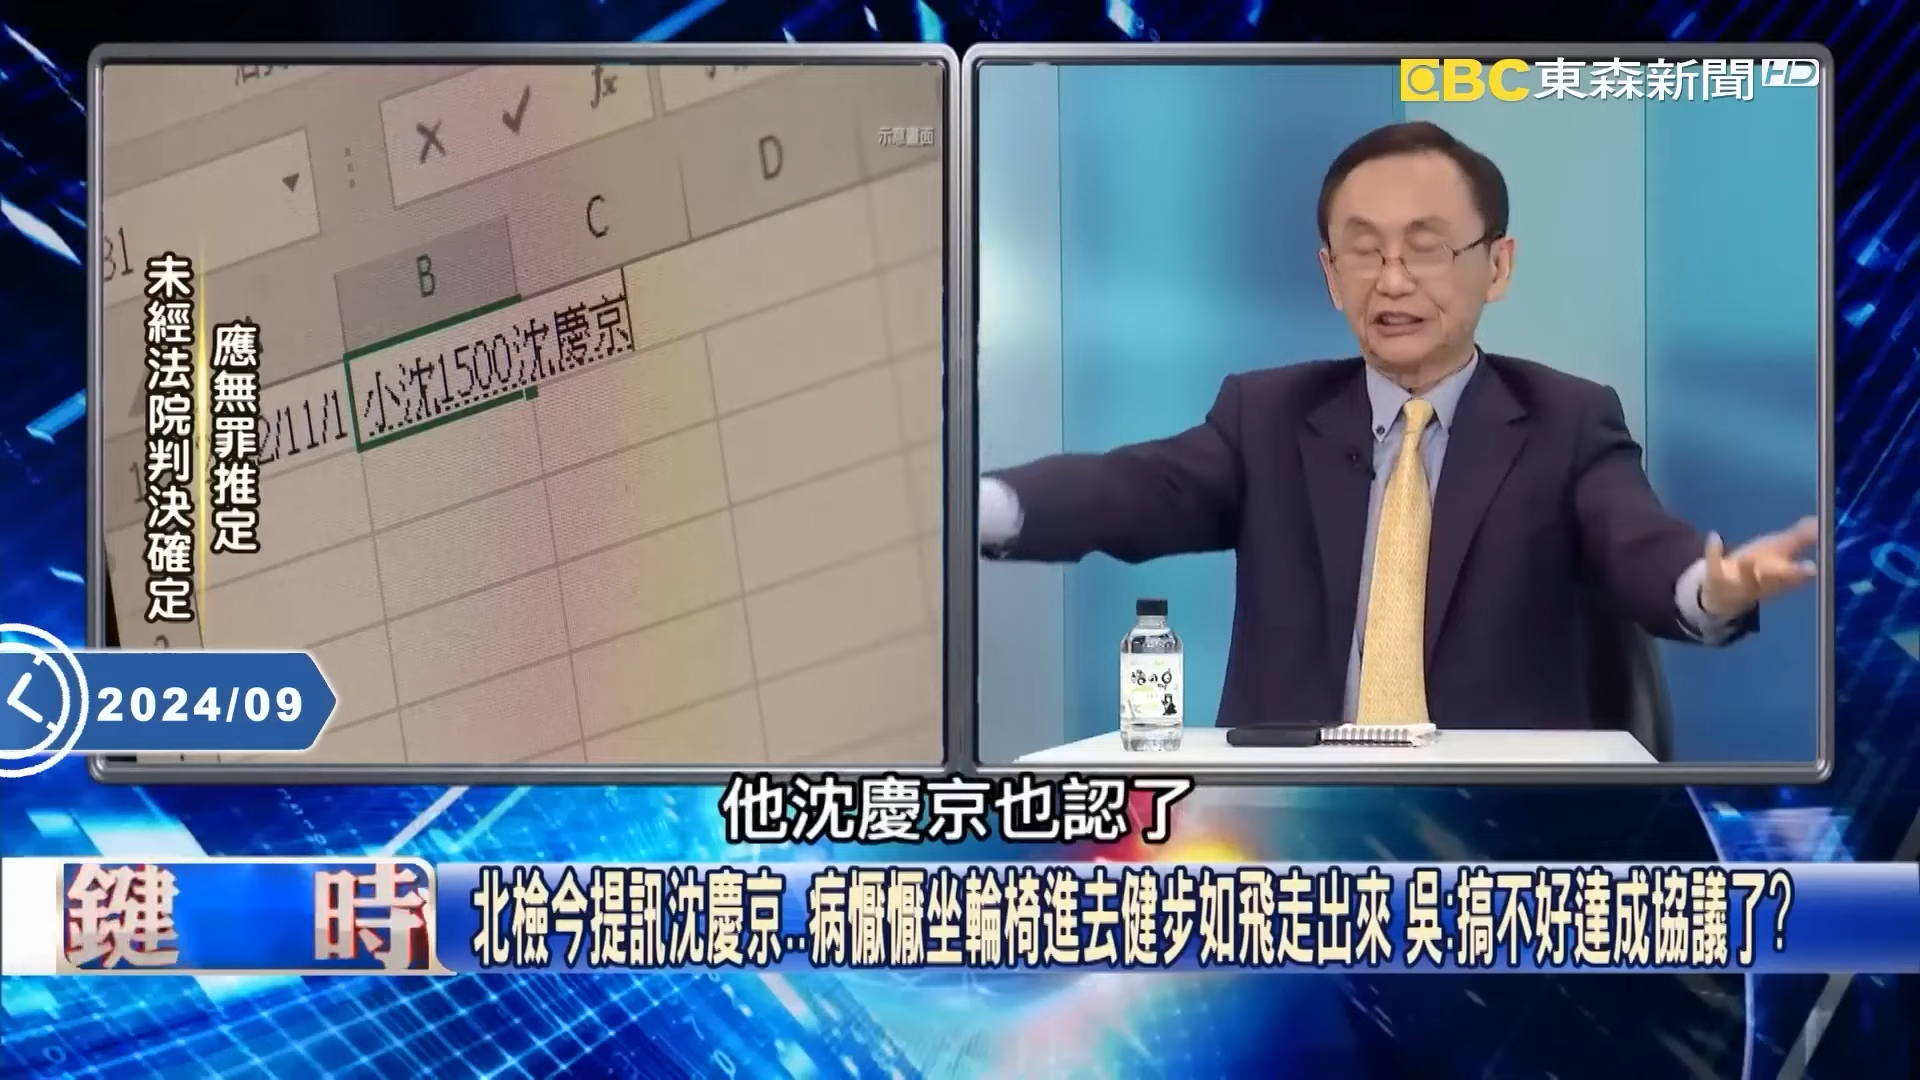 EBC東森新聞HD
示意畫面
B1
fx
B
C
D
2/11/1
小沈1500沈慶京
1
2
應無罪推定
未經法院判決確定
2024/09
他沈慶京也認了
鍵 時
北檢今提訊沈慶京..病懨懨坐輪椅進去健步如飛走出來 吳:搞不好達成協議了?